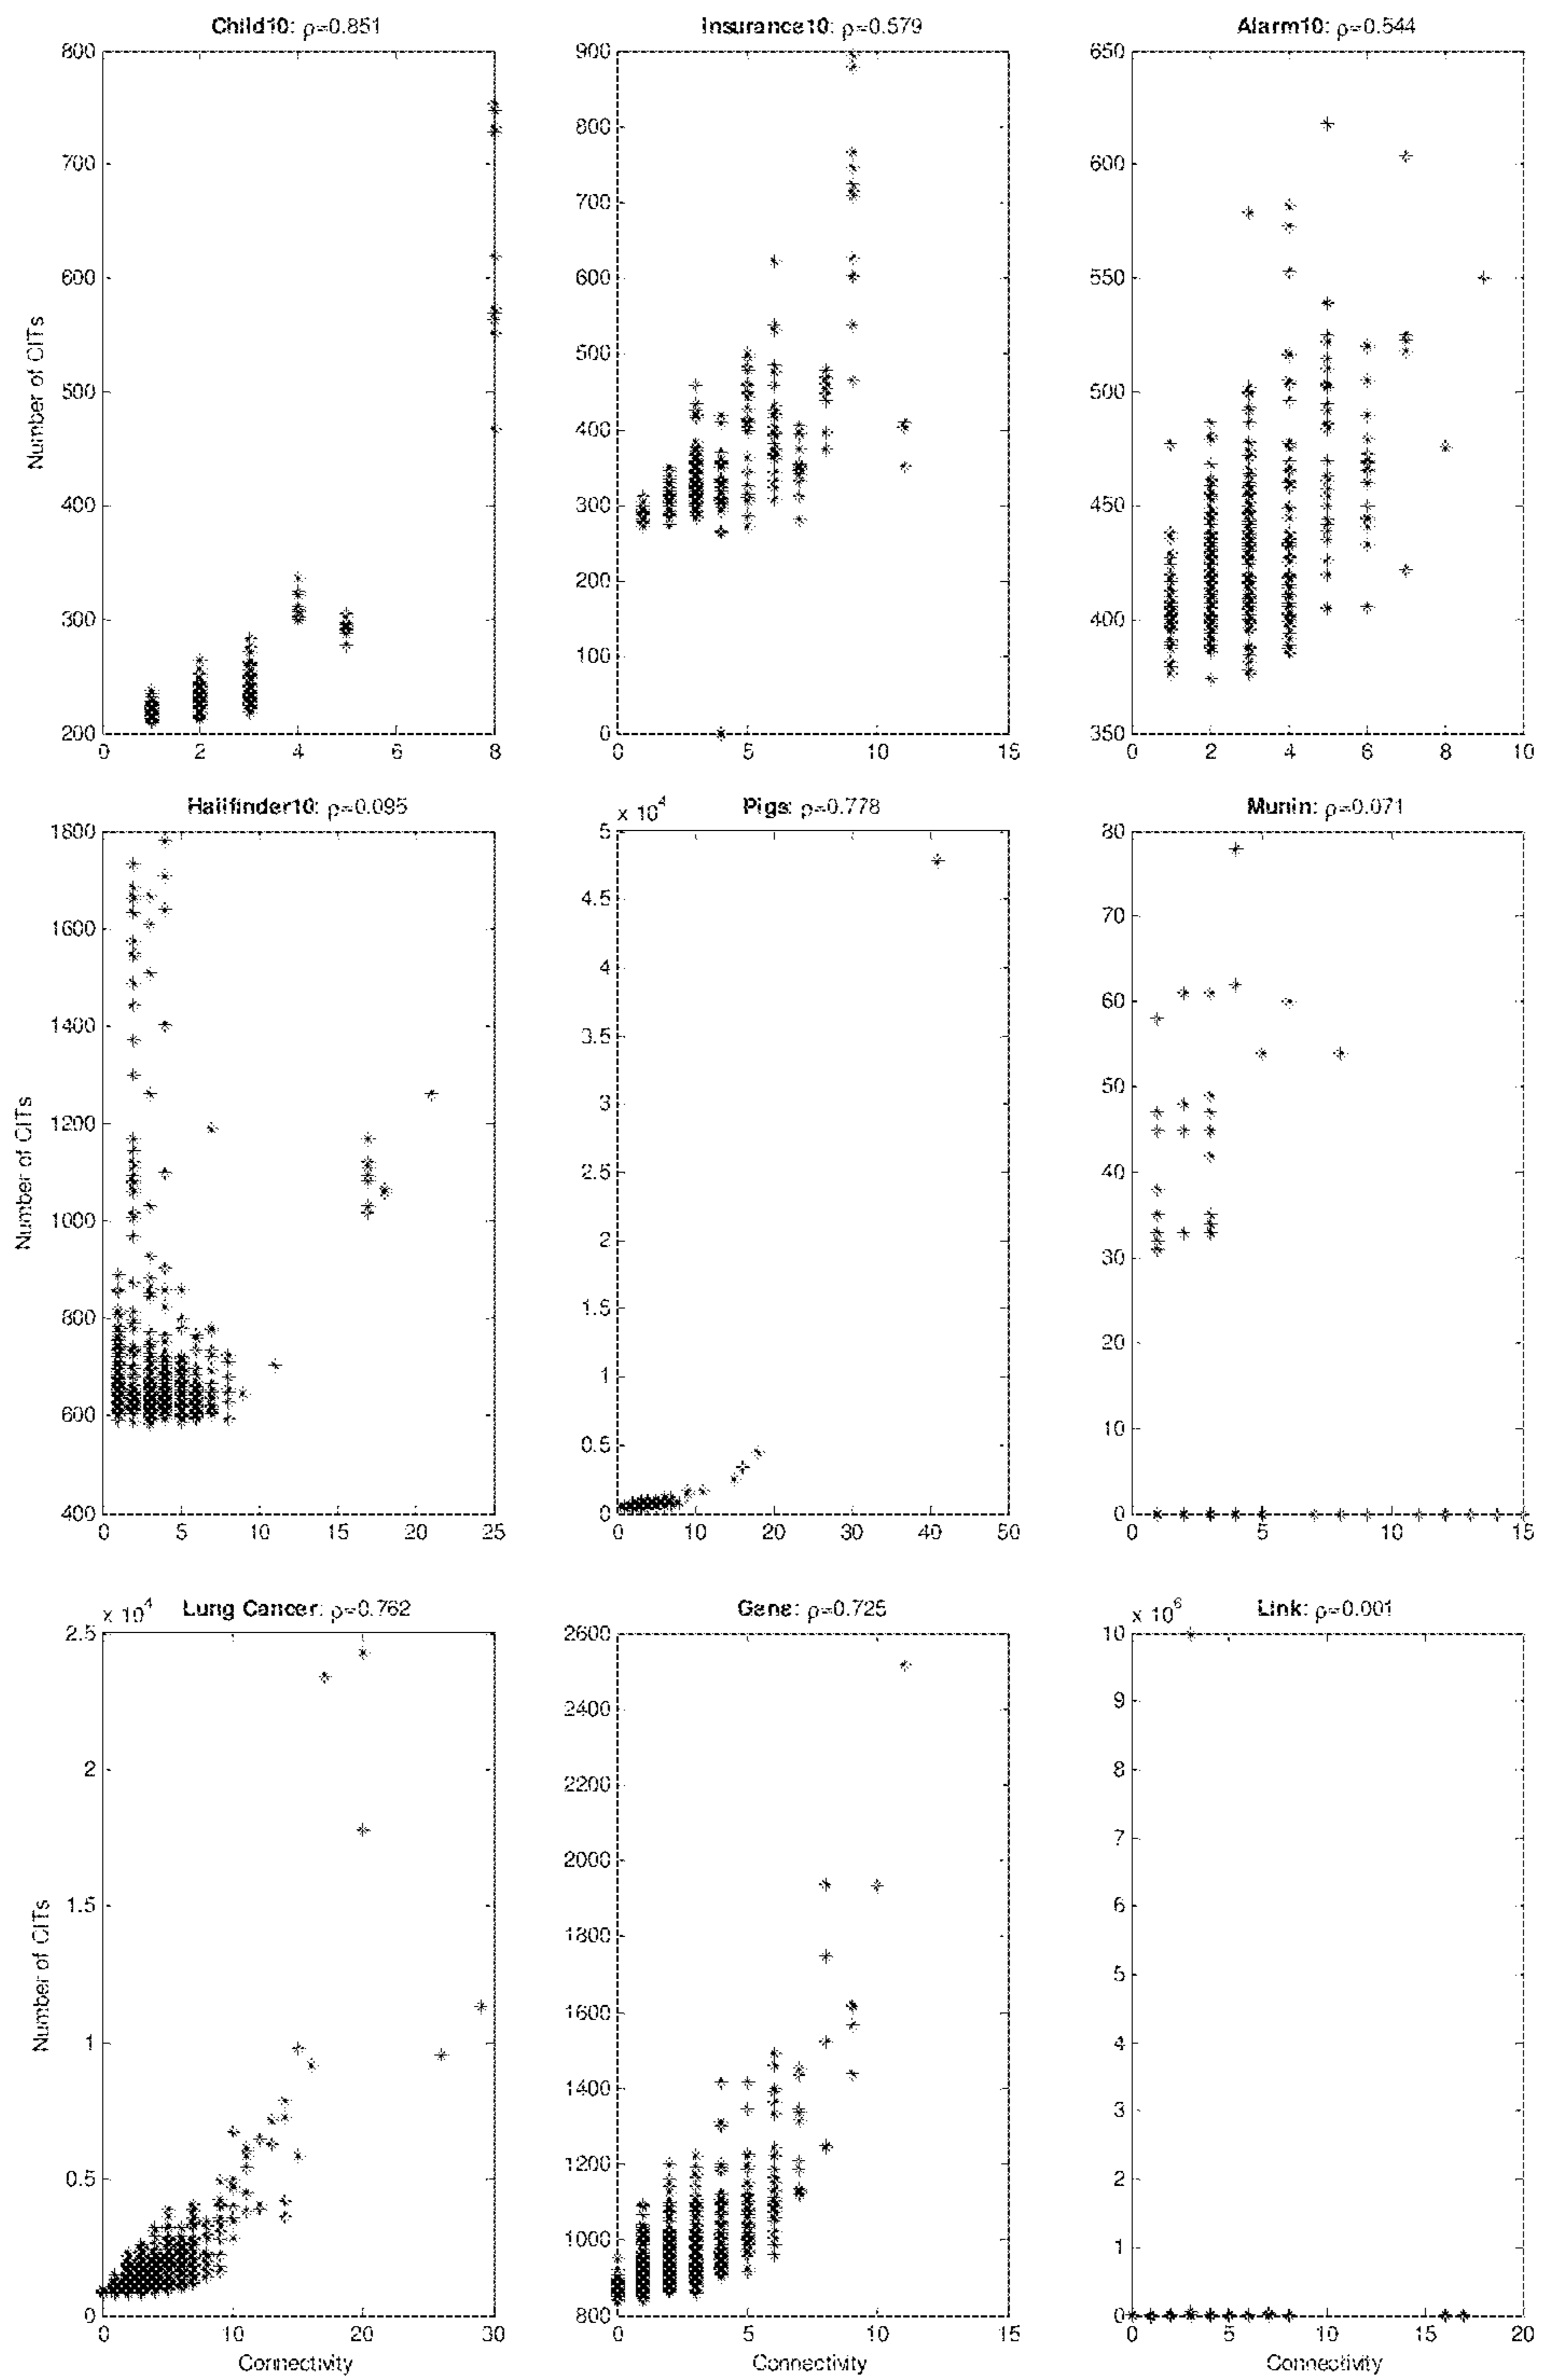 Child10: ρ=0.851
Number of CITs
800
700
600
500
400
300
200
0 2 4 6 8
Insurance10: ρ=0.579
900
800
700
600
500
400
300
200
100
0
0 5 10 15
Alarm10: ρ=0.544
650
600
550
500
450
400
350
0 2 4 6 8 10
Hailfinder10: ρ=0.095
Number of CITs
1800
1600
1400
1200
1000
800
600
400
0 5 10 15 20 25
Pigs: ρ=0.778
x 10⁴
5
4.5
4
3.5
3
2.5
2
1.5
1
0.5
0
0 10 20 30 40 50
Munin: ρ=0.071
80
70
60
50
40
30
20
10
0
0 5 10 15
Lung Cancer: ρ=0.762
x 10⁴
Number of CITs
2.5
2
1.5
1
0.5
0
0 10 20 30
Connectivity
Gene: ρ=0.725
2600
2400
2200
2000
1800
1600
1400
1200
1000
800
0 5 10 15
Connectivity
Link: ρ=0.001
x 10⁶
10
9
8
7
6
5
4
3
2
1
0
0 5 10 15 20
Connectivity